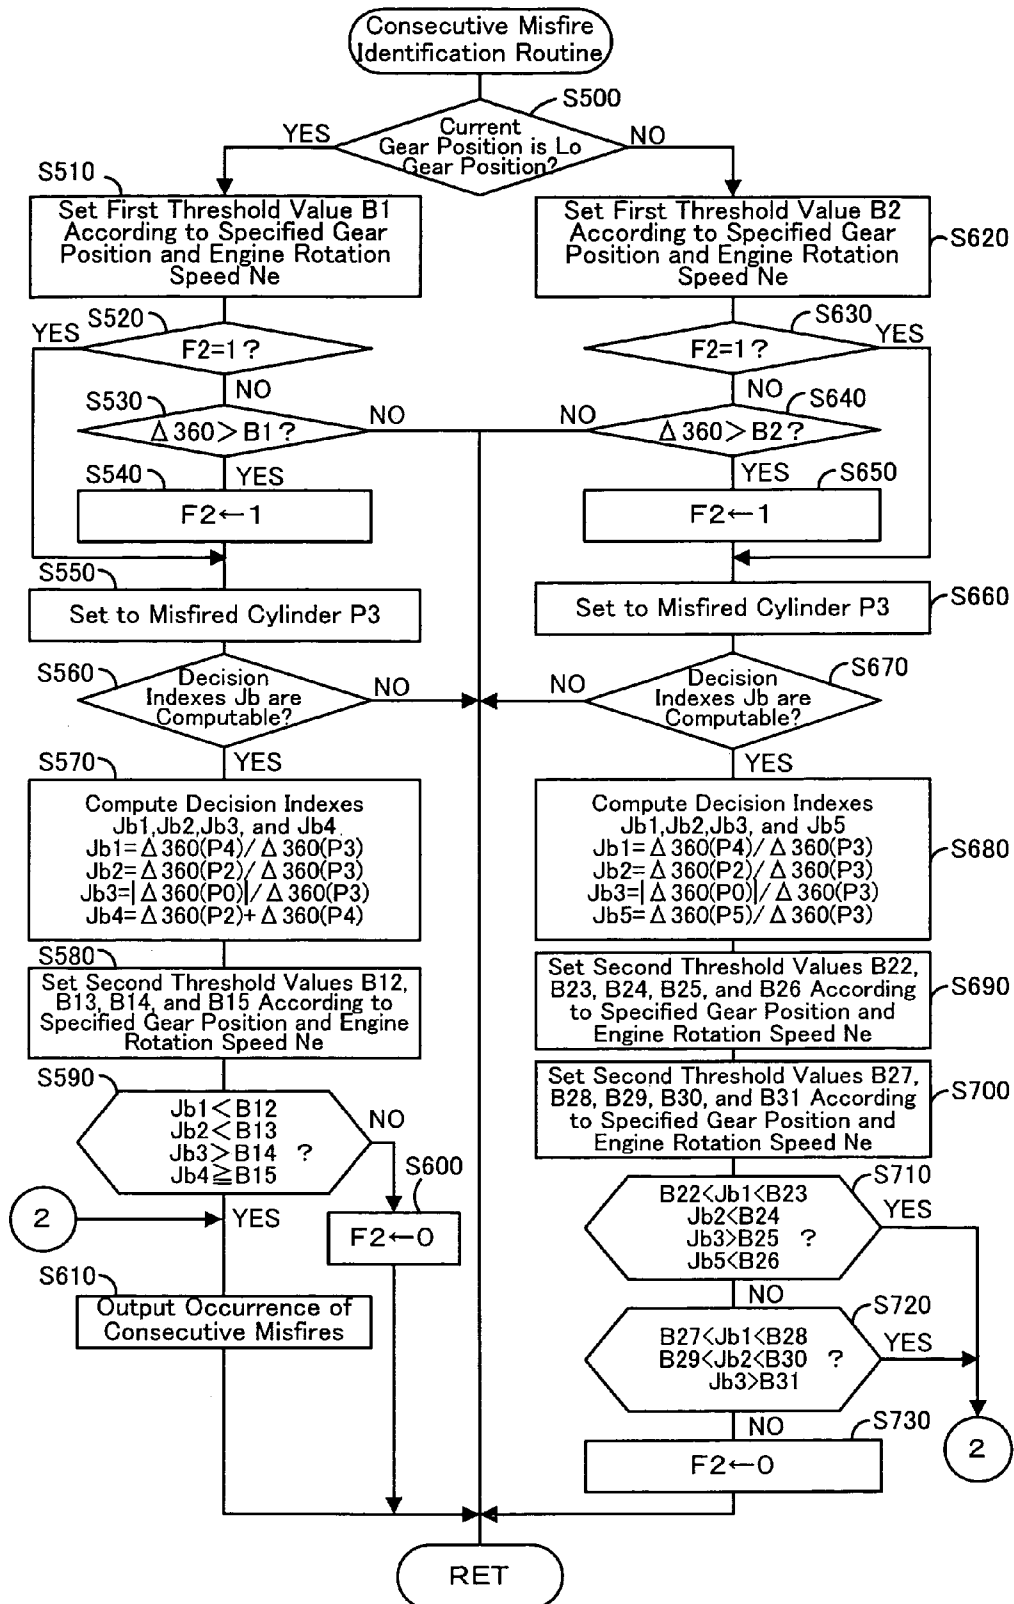 Consecutive Misfire
Identification Routine
S500
Current
Gear Position is Lo
Gear Position?
YES
NO
S510
Set First Threshold Value B1
According to Specified Gear
Position and Engine Rotation
Speed Ne
Set First Threshold Value B2
According to Specified Gear
Position and Engine Rotation
Speed Ne
S620
YES
S520
F2=1?
NO
S630
YES
F2=1?
NO
S530
Δ360>B1?
NO
YES
NO
S640
Δ360>B2?
YES
S540
F2←1
S650
F2←1
S550
Set to Misfired Cylinder P3
Set to Misfired Cylinder P3
S660
S560
Decision
Indexes Jb are
Computable?
NO
YES
S670
NO
Decision
Indexes Jb are
Computable?
YES
S570
Compute Decision Indexes
Jb1,Jb2,Jb3, and Jb4
Jb1=Δ360(P4)/Δ360(P3)
Jb2=Δ360(P2)/Δ360(P3)
Jb3=|Δ360(P0)|/Δ360(P3)
Jb4=Δ360(P2)+Δ360(P4)
Compute Decision Indexes
Jb1,Jb2,Jb3, and Jb5
Jb1=Δ360(P4)/Δ360(P3)
Jb2=Δ360(P2)/Δ360(P3)
Jb3=|Δ360(P0)|/Δ360(P3)
Jb5=Δ360(P5)/Δ360(P3)
S680
S580
Set Second Threshold Values B12,
B13, B14, and B15 According to
Specified Gear Position and Engine
Rotation Speed Ne
Set Second Threshold Values B22,
B23, B24, B25, and B26 According
to Specified Gear Position and
Engine Rotation Speed Ne
S690
Set Second Threshold Values B27,
B28, B29, B30, and B31 According
to Specified Gear Position and
Engine Rotation Speed Ne
S700
S590
Jb1<B12
Jb2<B13
Jb3>B14 ?
Jb4≧B15
NO
YES
S600
F2←0
2
S610
Output Occurrence of
Consecutive Misfires
S710
B22<Jb1<B23
Jb2<B24
Jb3>B25 ?
Jb5<B26
YES
NO
S720
B27<Jb1<B28
B29<Jb2<B30 ?
Jb3>B31
YES
NO
S730
F2←0
2
RET